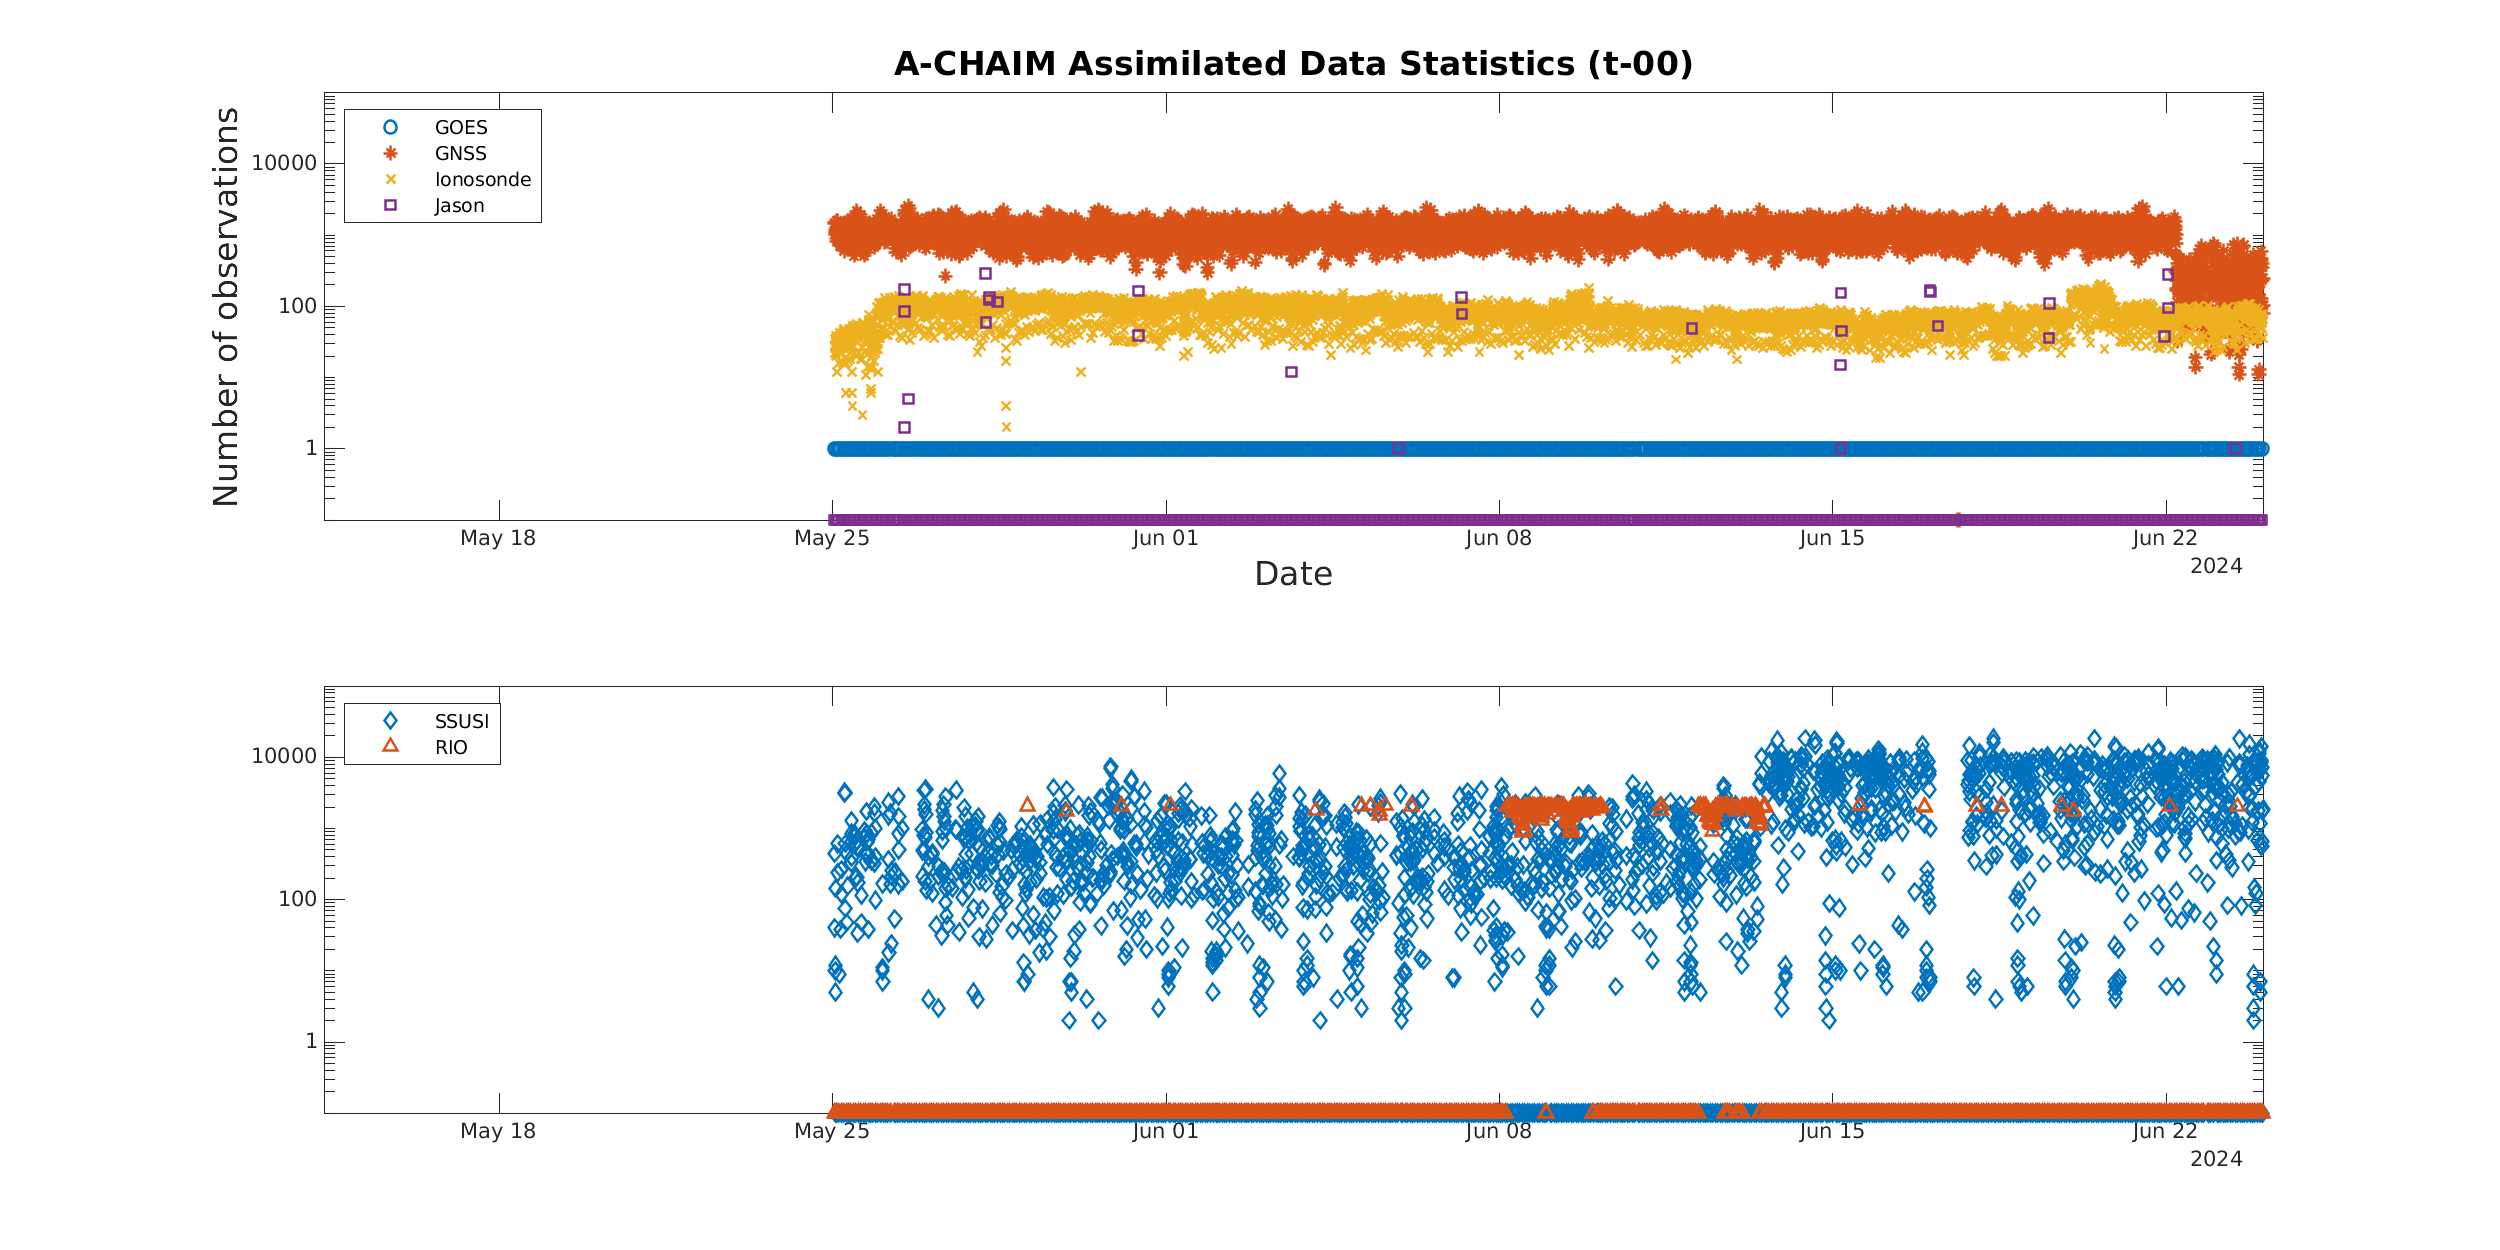 A-CHAIM Assimilated Data Statistics (t-00)
Number of observations
10000
100
1
GOES
GNSS
Ionosonde
Jason
May 18
May 25
Jun 01
Jun 08
Jun 15
Jun 22
2024
Date
10000
100
1
SSUSI
RIO
May 18
May 25
Jun 01
Jun 08
Jun 15
Jun 22
2024